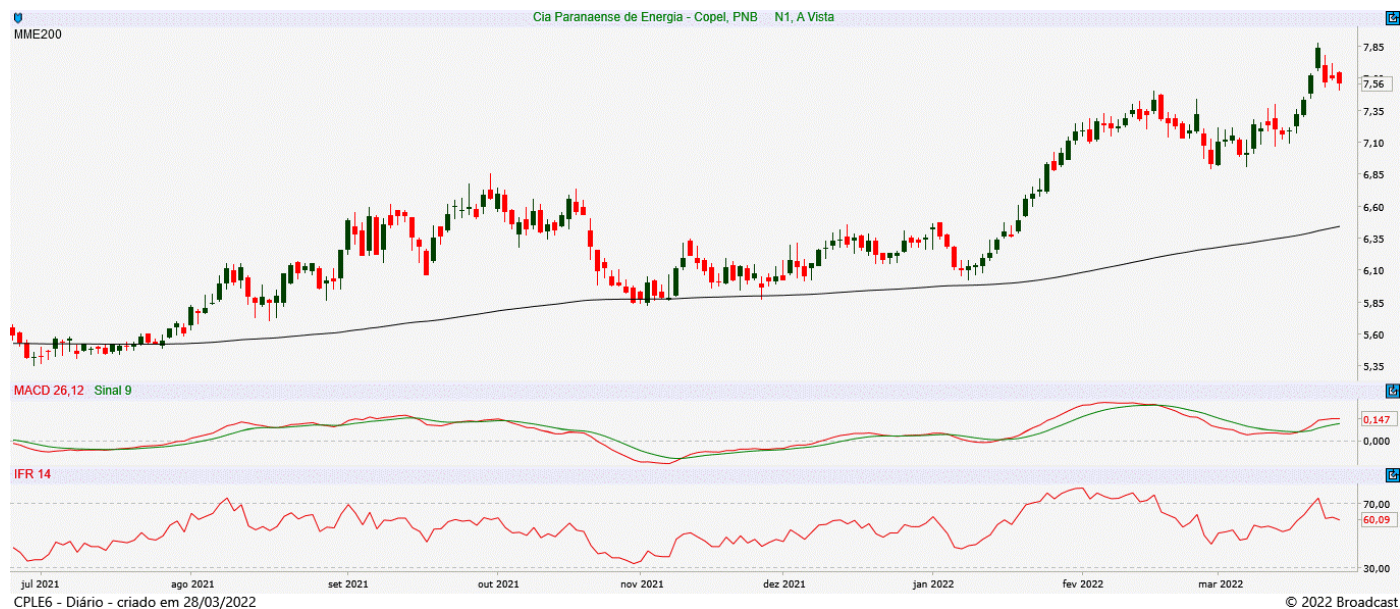 Cia Paranaense de Energia - Copel, PNB N1, A Vista
MME200
7,85
7,56
7,35
7,10
6,85
6,60
6,35
6,10
5,85
5,60
5,35
MACD 26,12 Sinal 9
0,147
0,000
IFR 14
70,00
60,09
30,00
jul 2021 ago 2021 set 2021 out 2021 nov 2021 dez 2021 jan 2022 fev 2022 mar 2022
CPLE6 - Diário - criado em 28/03/2022 © 2022 Broadcast